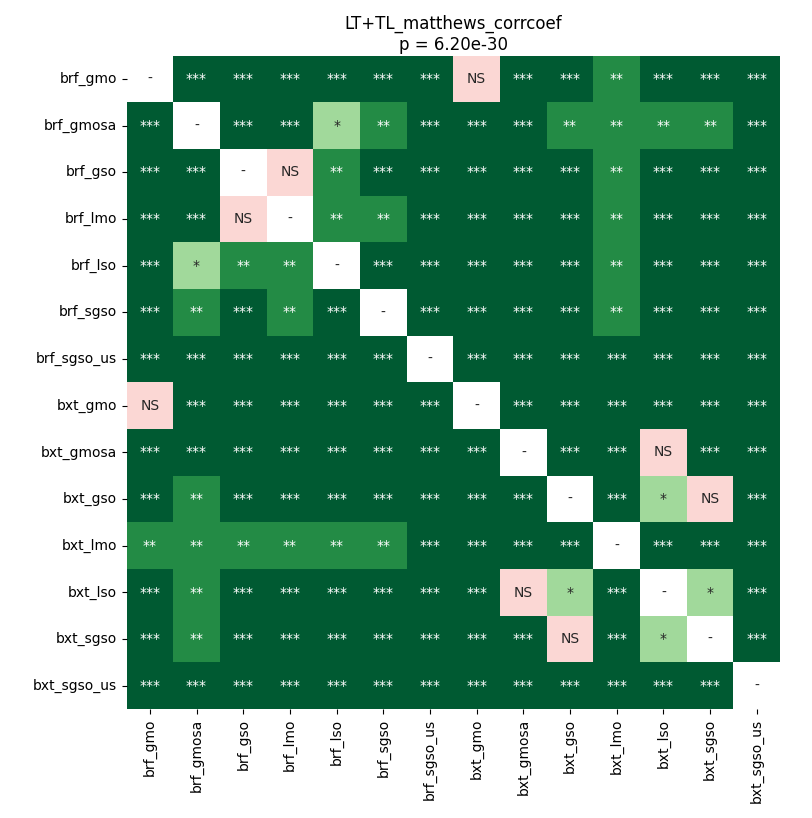 LT+TL_matthews_corrcoef
p = 6.20e-30
brf_gmo - *** *** *** *** *** *** NS *** *** ** *** *** ***
brf_gmosa *** - *** *** * ** *** *** *** ** ** ** ** ***
brf_gso *** *** - NS ** *** *** *** *** *** ** *** *** ***
brf_lmo *** *** NS - ** ** *** *** *** *** ** *** *** ***
brf_lso *** * ** ** - *** *** *** *** *** ** *** *** ***
brf_sgso *** ** *** ** *** - *** *** *** *** ** *** *** ***
brf_sgso_us *** *** *** *** *** *** - *** *** *** *** *** *** ***
bxt_gmo NS *** *** *** *** *** *** - *** *** *** *** *** ***
bxt_gmosa *** *** *** *** *** *** *** *** - *** *** NS *** ***
bxt_gso *** ** *** *** *** *** *** *** *** - *** * NS ***
bxt_lmo ** ** ** ** ** ** *** *** *** *** - *** *** ***
bxt_lso *** ** *** *** *** *** *** *** NS * *** - * ***
bxt_sgso *** ** *** *** *** *** *** *** *** NS *** * - ***
bxt_sgso_us *** *** *** *** *** *** *** *** *** *** *** *** *** -
brf_gmo
brf_gmosa
brf_gso
brf_lmo
brf_lso
brf_sgso
brf_sgso_us
bxt_gmo
bxt_gmosa
bxt_gso
bxt_lmo
bxt_lso
bxt_sgso
bxt_sgso_us